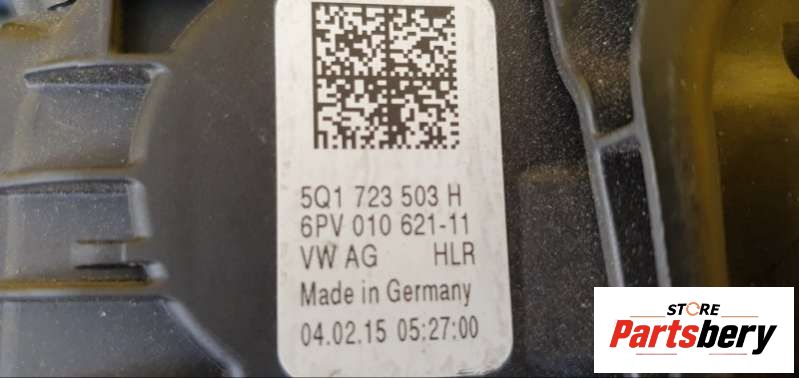 5Q1 723 503 H
6PV 010 621-11
VW AG HLR
Made in Germany
04.02.15 05:27:00
STORE
Partsbery